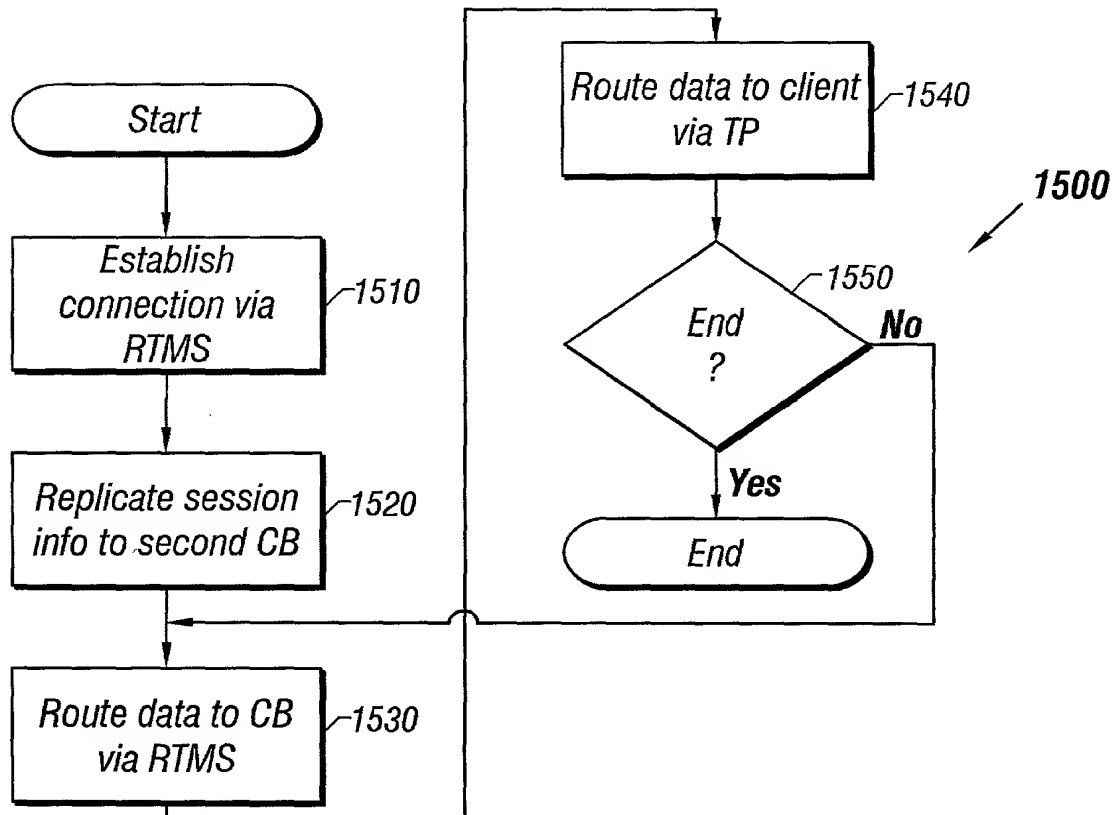 Start
Establish
connection via
RTMS
1510
Replicate session
info to second CB
1520
Route data to CB
via RTMS
1530
Route data to client
via TP
1540
1500
End
?
1550
No
Yes
End